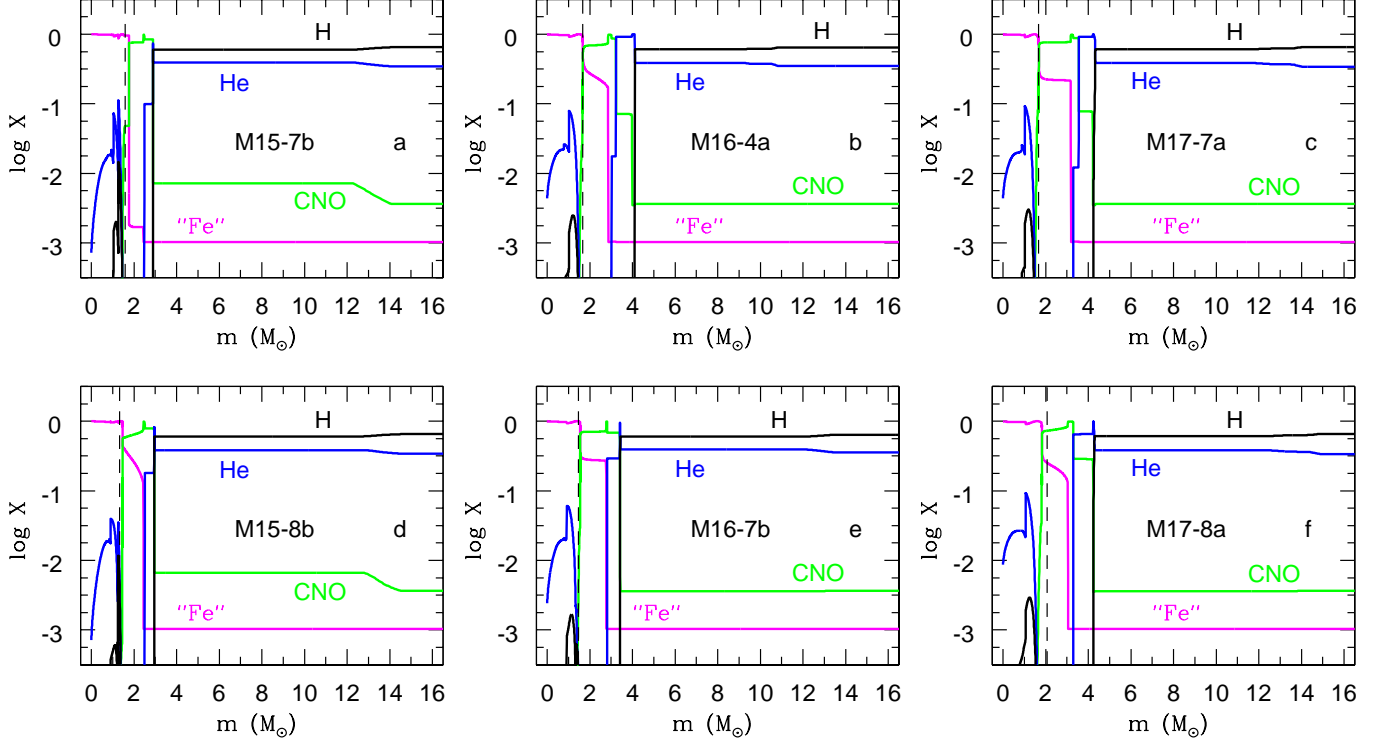 H
0
He
-1
log X
M15-7b a
-2
CNO
"Fe"
-3
0 2 4 6 8 10 12 14 16
m (M⊙)
H
0
He
-1
log X
M16-4a b
-2
CNO
"Fe"
-3
0 2 4 6 8 10 12 14 16
m (M⊙)
H
0
He
-1
log X
M17-7a c
-2
CNO
"Fe"
-3
0 2 4 6 8 10 12 14 16
m (M⊙)
H
0
He
-1
log X
M15-8b d
-2
CNO
"Fe"
-3
0 2 4 6 8 10 12 14 16
m (M⊙)
H
0
He
-1
log X
M16-7b e
-2
CNO
"Fe"
-3
0 2 4 6 8 10 12 14 16
m (M⊙)
H
0
He
-1
log X
M17-8a f
-2
CNO
"Fe"
-3
0 2 4 6 8 10 12 14 16
m (M⊙)